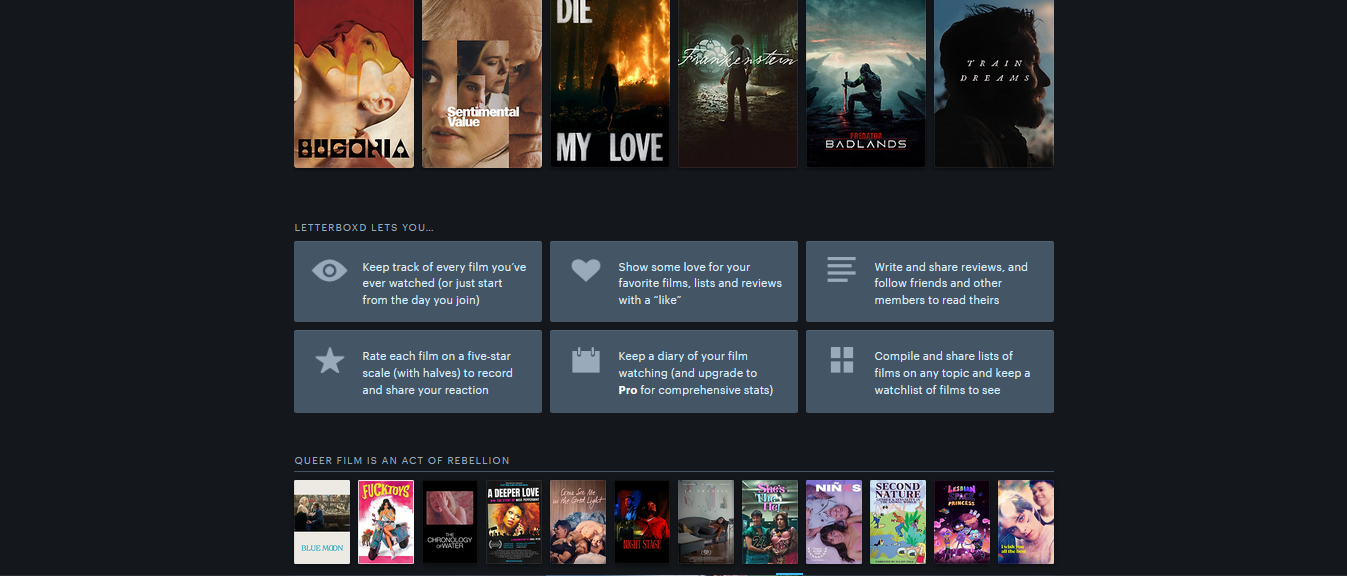 DIE
MY LOVE
BUGONIA
Sentimental
Value
Frankenstein
PREDATOR
BADLANDS
TRAIN
DREAMS
LETTERBOXD LETS YOU…
Keep track of every film you’ve
ever watched (or just start
from the day you join)
Show some love for your
favorite films, lists and reviews
with a “like”
Write and share reviews, and
follow friends and other
members to read theirs
Rate each film on a five-star
scale (with halves) to record
and share your reaction
Keep a diary of your film
watching (and upgrade to
Pro for comprehensive stats)
Compile and share lists of
films on any topic and keep a
watchlist of films to see
QUEER FILM IS AN ACT OF REBELLION
BLUE MOON
FUCKTOYS
THE
CHRONOLOGY
OF WATER
A DEEPER LOVE
Come See Me
in the Good Light
NIGHT STAGE
She's
The He
NIÑXS
SECOND
NATURE
LESBIAN
SPACE
PRINCESS
I wish You
all the best